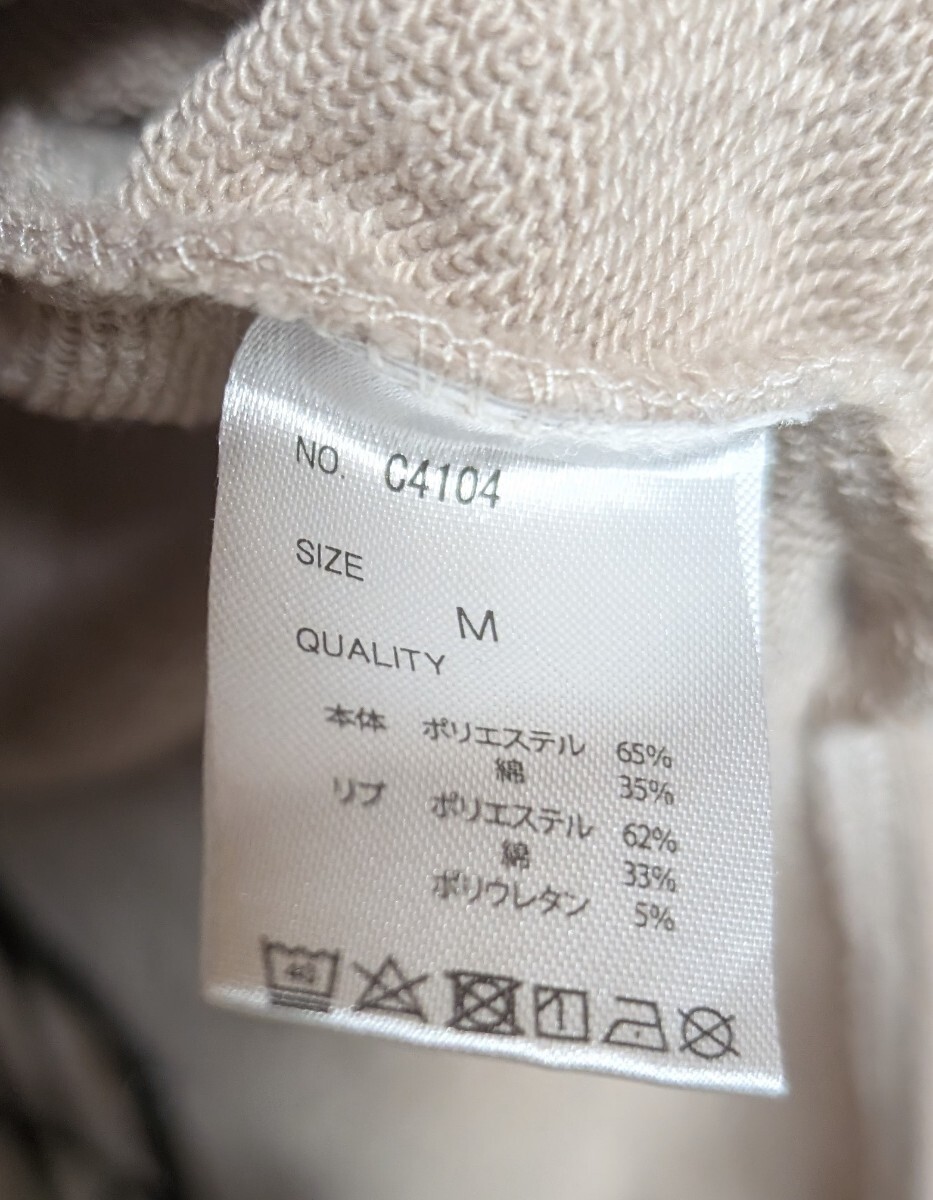 NO. C4104
SIZE
M
QUALITY
本体 ポリエステル 65%
綿 35%
リブ ポリエステル 62%
綿 33%
ポリウレタン 5%
40